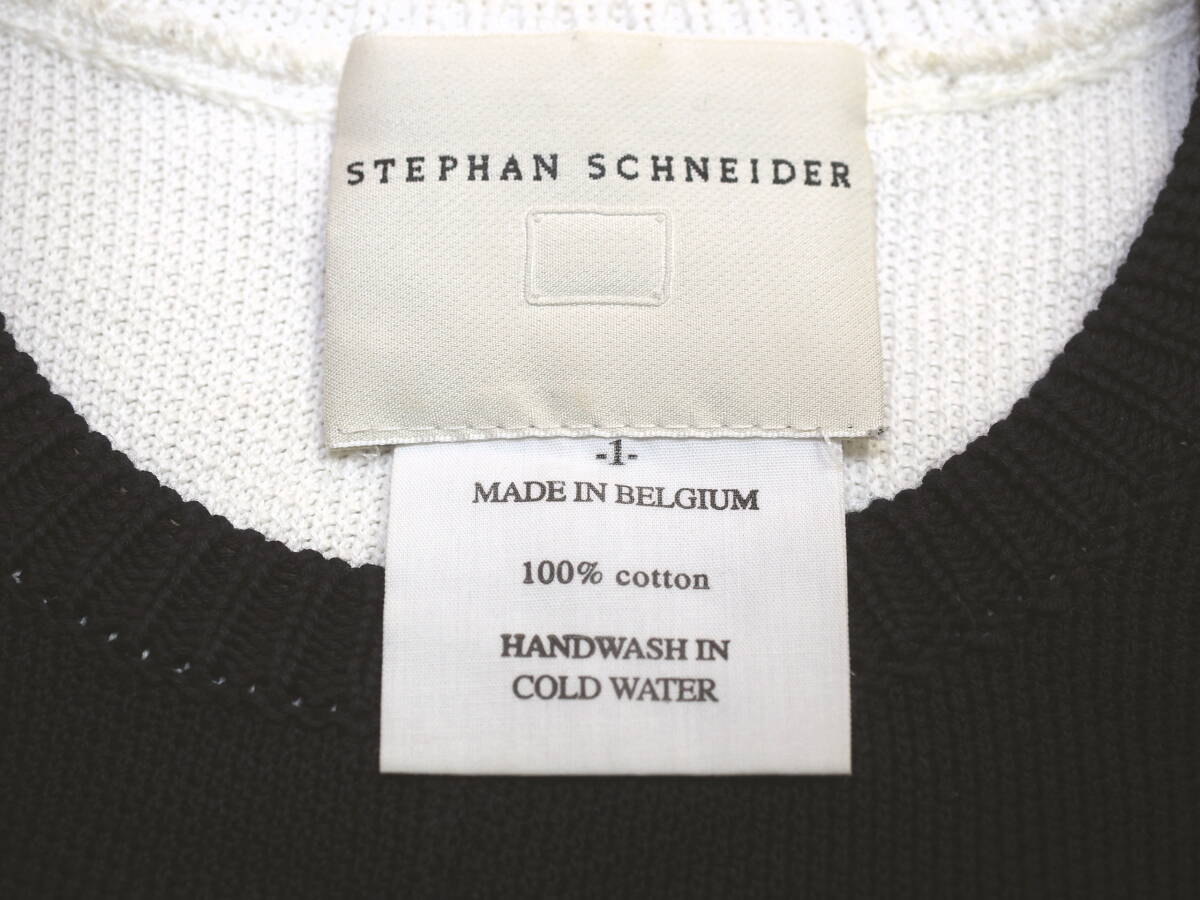 STEPHAN SCHNEIDER
-1-
MADE IN BELGIUM
100% cotton
HANDWASH IN
COLD WATER